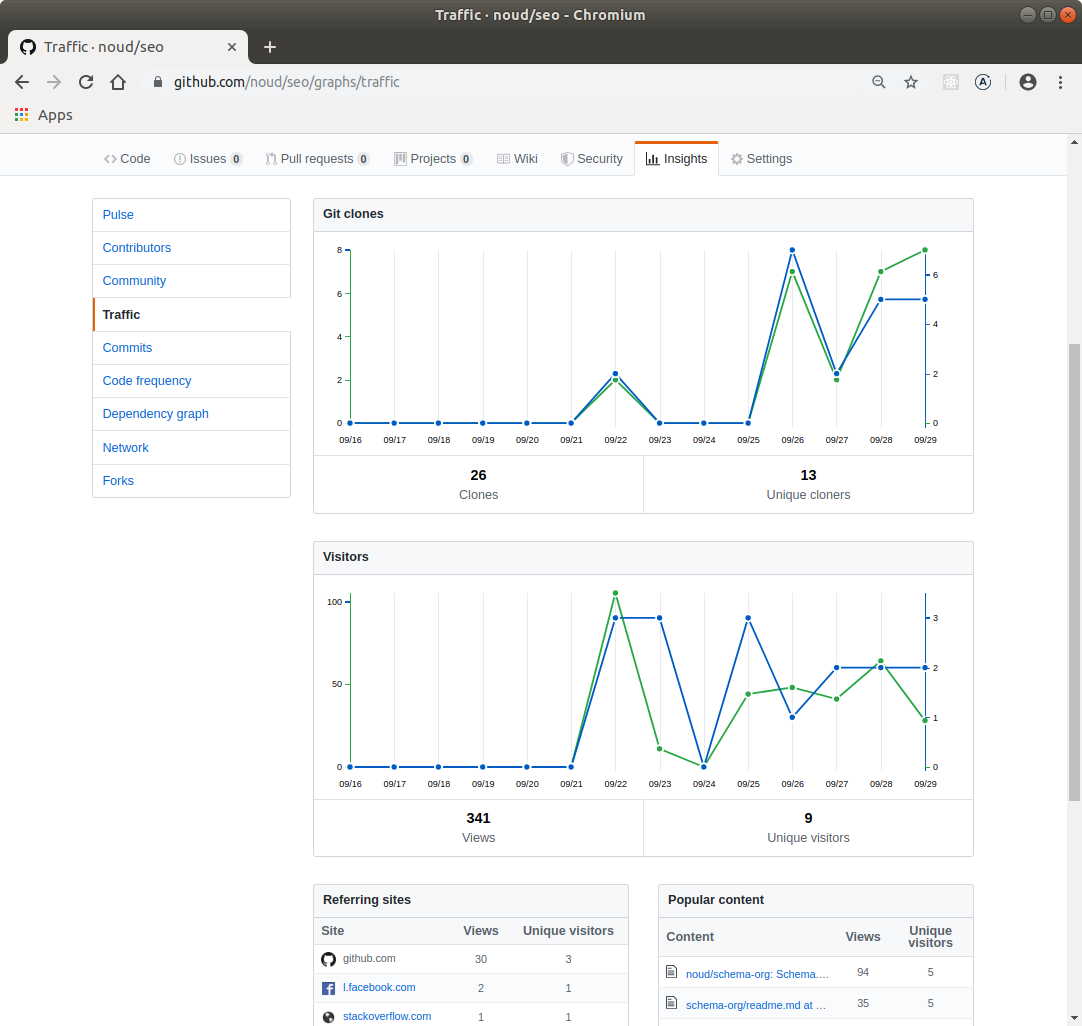 Traffic · noud/seo - Chromium
Traffic · noud/seo
github.com/noud/seo/graphs/traffic
Apps
Code Issues 0 Pull requests 0 Projects 0 Wiki Security Insights Settings
Pulse
Contributors
Community
Traffic
Commits
Code frequency
Dependency graph
Network
Forks
Git clones
8
6
4
2
0
6
4
2
0
09/16 09/17 09/18 09/19 09/20 09/21 09/22 09/23 09/24 09/25 09/26 09/27 09/28 09/29
26
Clones
13
Unique cloners
Visitors
100
50
0
3
2
1
0
09/16 09/17 09/18 09/19 09/20 09/21 09/22 09/23 09/24 09/25 09/26 09/27 09/28 09/29
341
Views
9
Unique visitors
Referring sites
Site Views Unique visitors
github.com 30 3
l.facebook.com 2 1
stackoverflow.com 1 1
Popular content
Content Views Unique visitors
noud/schema-org: Schema.... 94 5
schema-org/readme.md at ... 35 5